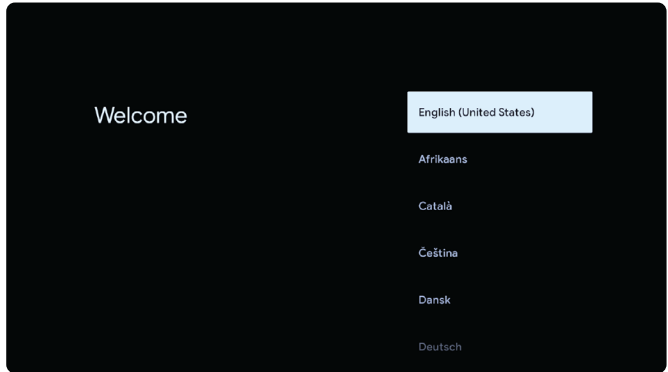 Welcome
English (United States)
Afrikaans
Català
Čeština
Dansk
Deutsch